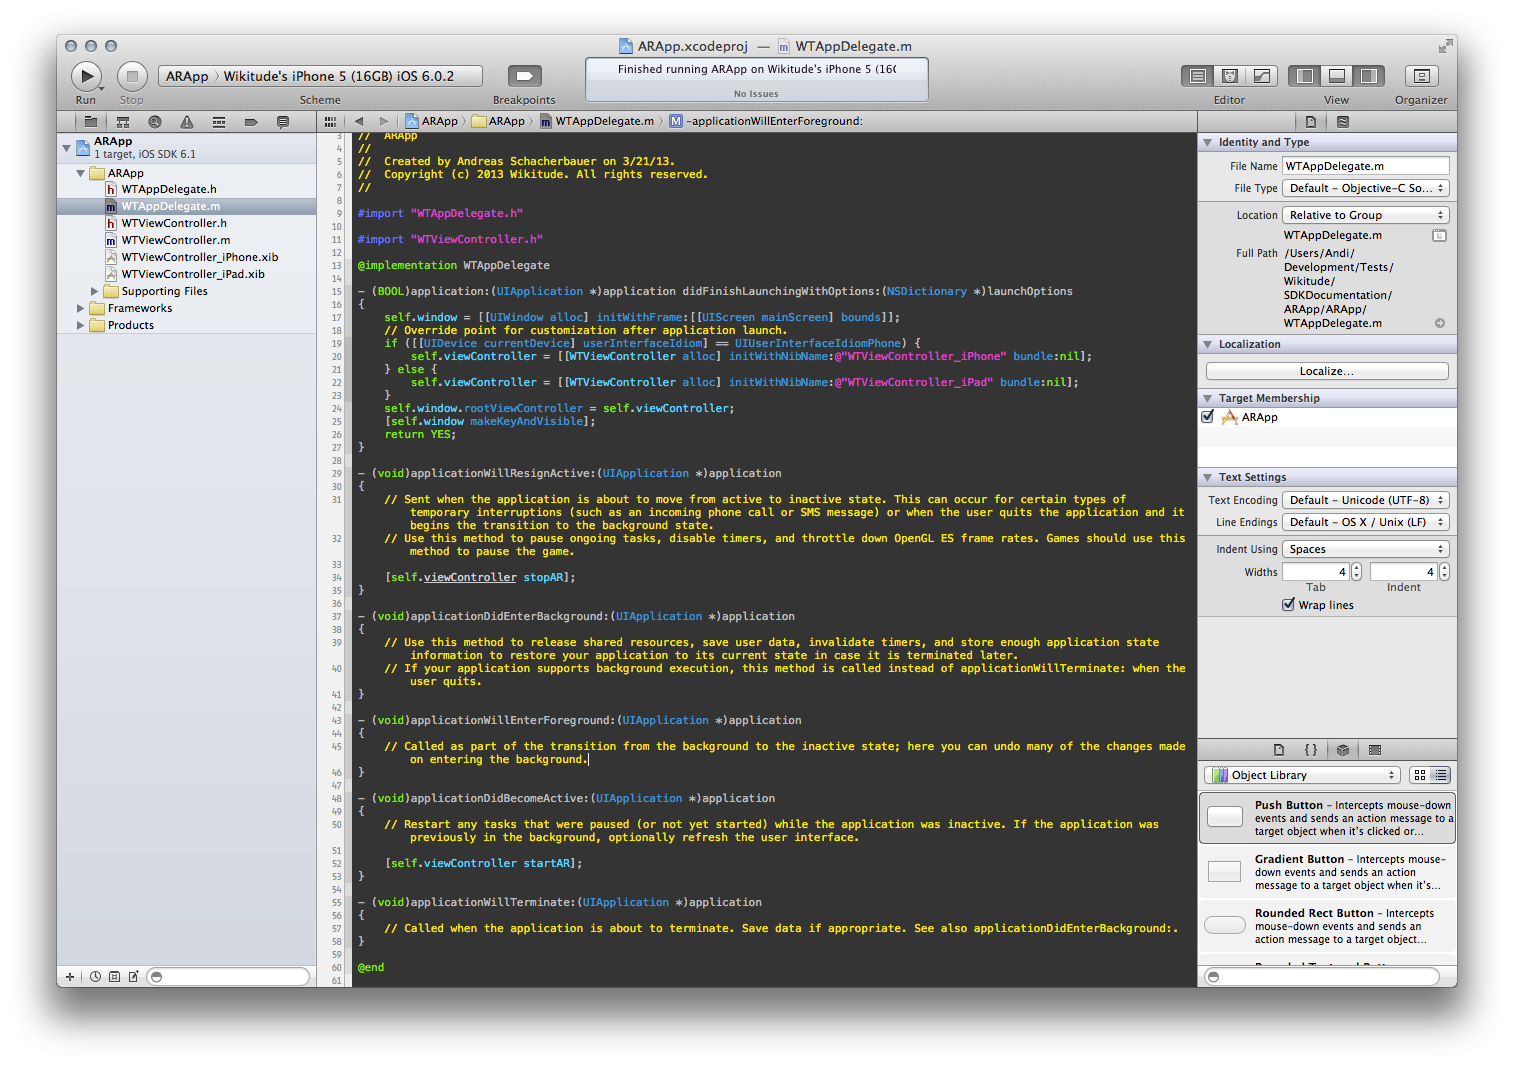 ARApp.xcodeproj — WTAppDelegate.m
Run
Stop
ARApp 〉 Wikitude's iPhone 5 (16GB) iOS 6.0.2
Scheme
Breakpoints
Finished running ARApp on Wikitude's iPhone 5 (16
No Issues
Editor
View
Organizer
ARApp 〉 ARApp 〉 WTAppDelegate.m 〉 M -applicationWillEnterForeground:
ARApp
1 target, iOS SDK 6.1
ARApp
h WTAppDelegate.h
m WTAppDelegate.m
h WTViewController.h
m WTViewController.m
WTViewController_iPhone.xib
WTViewController_iPad.xib
Supporting Files
Frameworks
Products
3 // ARApp
4 //
5 // Created by Andreas Schacherbauer on 3/21/13.
6 // Copyright (c) 2013 Wikitude. All rights reserved.
7 //
8
9 #import "WTAppDelegate.h"
10
11 #import "WTViewController.h"
12
13 @implementation WTAppDelegate
14
15 - (BOOL)application:(UIApplication *)application didFinishLaunchingWithOptions:(NSDictionary *)launchOptions
16 {
17 self.window = [[UIWindow alloc] initWithFrame:[[UIScreen mainScreen] bounds]];
18 // Override point for customization after application launch.
19 if ([[UIDevice currentDevice] userInterfaceIdiom] == UIUserInterfaceIdiomPhone) {
20 self.viewController = [[WTViewController alloc] initWithNibName:@"WTViewController_iPhone" bundle:nil];
21 } else {
22 self.viewController = [[WTViewController alloc] initWithNibName:@"WTViewController_iPad" bundle:nil];
23 }
24 self.window.rootViewController = self.viewController;
25 [self.window makeKeyAndVisible];
26 return YES;
27 }
28
29 - (void)applicationWillResignActive:(UIApplication *)application
30 {
31 // Sent when the application is about to move from active to inactive state. This can occur for certain types of
temporary interruptions (such as an incoming phone call or SMS message) or when the user quits the application and it
begins the transition to the background state.
32 // Use this method to pause ongoing tasks, disable timers, and throttle down OpenGL ES frame rates. Games should use this
method to pause the game.
33
34 [self.viewController stopAR];
35 }
36
37 - (void)applicationDidEnterBackground:(UIApplication *)application
38 {
39 // Use this method to release shared resources, save user data, invalidate timers, and store enough application state
information to restore your application to its current state in case it is terminated later.
40 // If your application supports background execution, this method is called instead of applicationWillTerminate: when the
user quits.
41 }
42
43 - (void)applicationWillEnterForeground:(UIApplication *)application
44 {
45 // Called as part of the transition from the background to the inactive state; here you can undo many of the changes made
on entering the background.
46 }
47
48 - (void)applicationDidBecomeActive:(UIApplication *)application
49 {
50 // Restart any tasks that were paused (or not yet started) while the application was inactive. If the application was
previously in the background, optionally refresh the user interface.
51
52 [self.viewController startAR];
53 }
54
55 - (void)applicationWillTerminate:(UIApplication *)application
56 {
57 // Called when the application is about to terminate. Save data if appropriate. See also applicationDidEnterBackground:.
58 }
59
60 @end
61
Identity and Type
File Name WTAppDelegate.m
File Type Default - Objective-C So...
Location Relative to Group
WTAppDelegate.m
Full Path /Users/Andi/
Development/Tests/
Wikitude/
SDKDocumentation/
ARApp/ARApp/
WTAppDelegate.m
Localization
Localize...
Target Membership
ARApp
Text Settings
Text Encoding Default - Unicode (UTF-8)
Line Endings Default - OS X / Unix (LF)
Indent Using Spaces
Widths 4 4
Tab Indent
Wrap lines
{ }
Object Library
Push Button - Intercepts mouse-down
events and sends an action message to a
target object when it's clicked or...
Gradient Button - Intercepts mouse-
down events and sends an action
message to a target object when it's...
Rounded Rect Button - Intercepts
mouse-down events and sends an
action message to a target object...